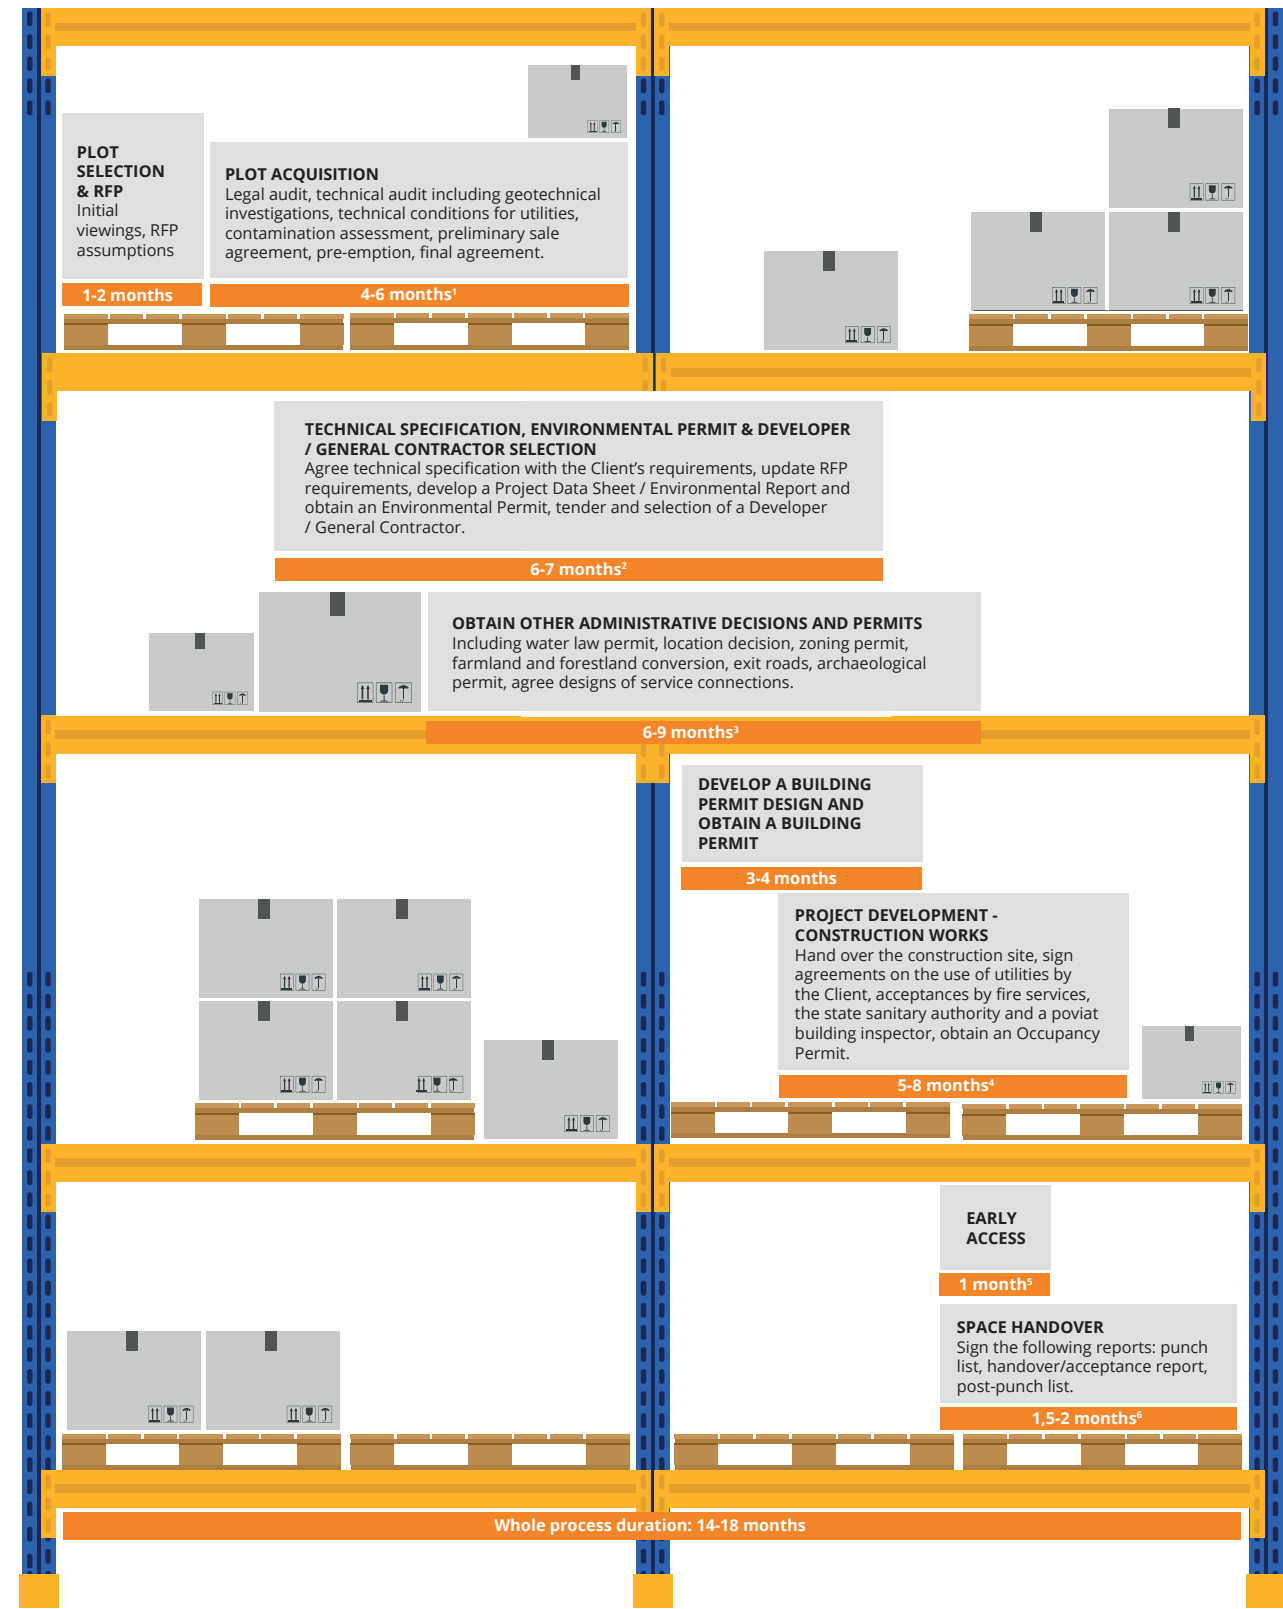 PLOT
SELECTION
& RFP
Initial
viewings, RFP
assumptions
1-2 months
PLOT ACQUISITION
Legal audit, technical audit including geotechnical
investigations, technical conditions for utilities,
contamination assessment, preliminary sale
agreement, pre-emption, final agreement.
4-6 months¹
TECHNICAL SPECIFICATION, ENVIRONMENTAL PERMIT & DEVELOPER
/ GENERAL CONTRACTOR SELECTION
Agree technical specification with the Client’s requirements, update RFP
requirements, develop a Project Data Sheet / Environmental Report and
obtain an Environmental Permit, tender and selection of a Developer
/ General Contractor.
6-7 months²
OBTAIN OTHER ADMINISTRATIVE DECISIONS AND PERMITS
Including water law permit, location decision, zoning permit,
farmland and forestland conversion, exit roads, archaeological
permit, agree designs of service connections.
6-9 months³
DEVELOP A BUILDING
PERMIT DESIGN AND
OBTAIN A BUILDING
PERMIT
3-4 months
PROJECT DEVELOPMENT -
CONSTRUCTION WORKS
Hand over the construction site, sign
agreements on the use of utilities by
the Client, acceptances by fire services,
the state sanitary authority and a poviat
building inspector, obtain an Occupancy
Permit.
5-8 months⁴
EARLY
ACCESS
1 month⁵
SPACE HANDOVER
Sign the following reports: punch
list, handover/acceptance report,
post-punch list.
1,5-2 months⁶
Whole process duration: 14-18 months